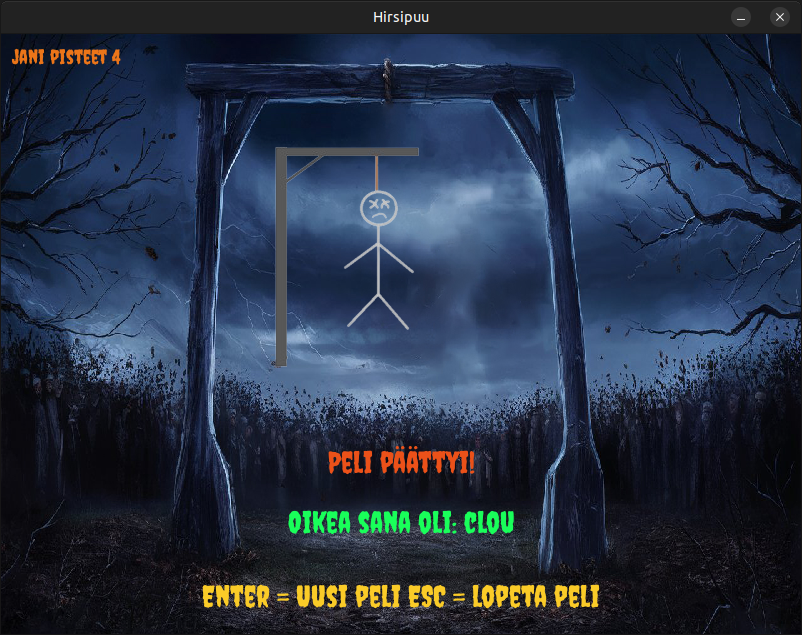 Hirsipuu
JANI PISTEET 4
PELI PÄÄTTYI!
OIKEA SANA OLI: CLOU
ENTER = UUSI PELI ESC = LOPETA PELI